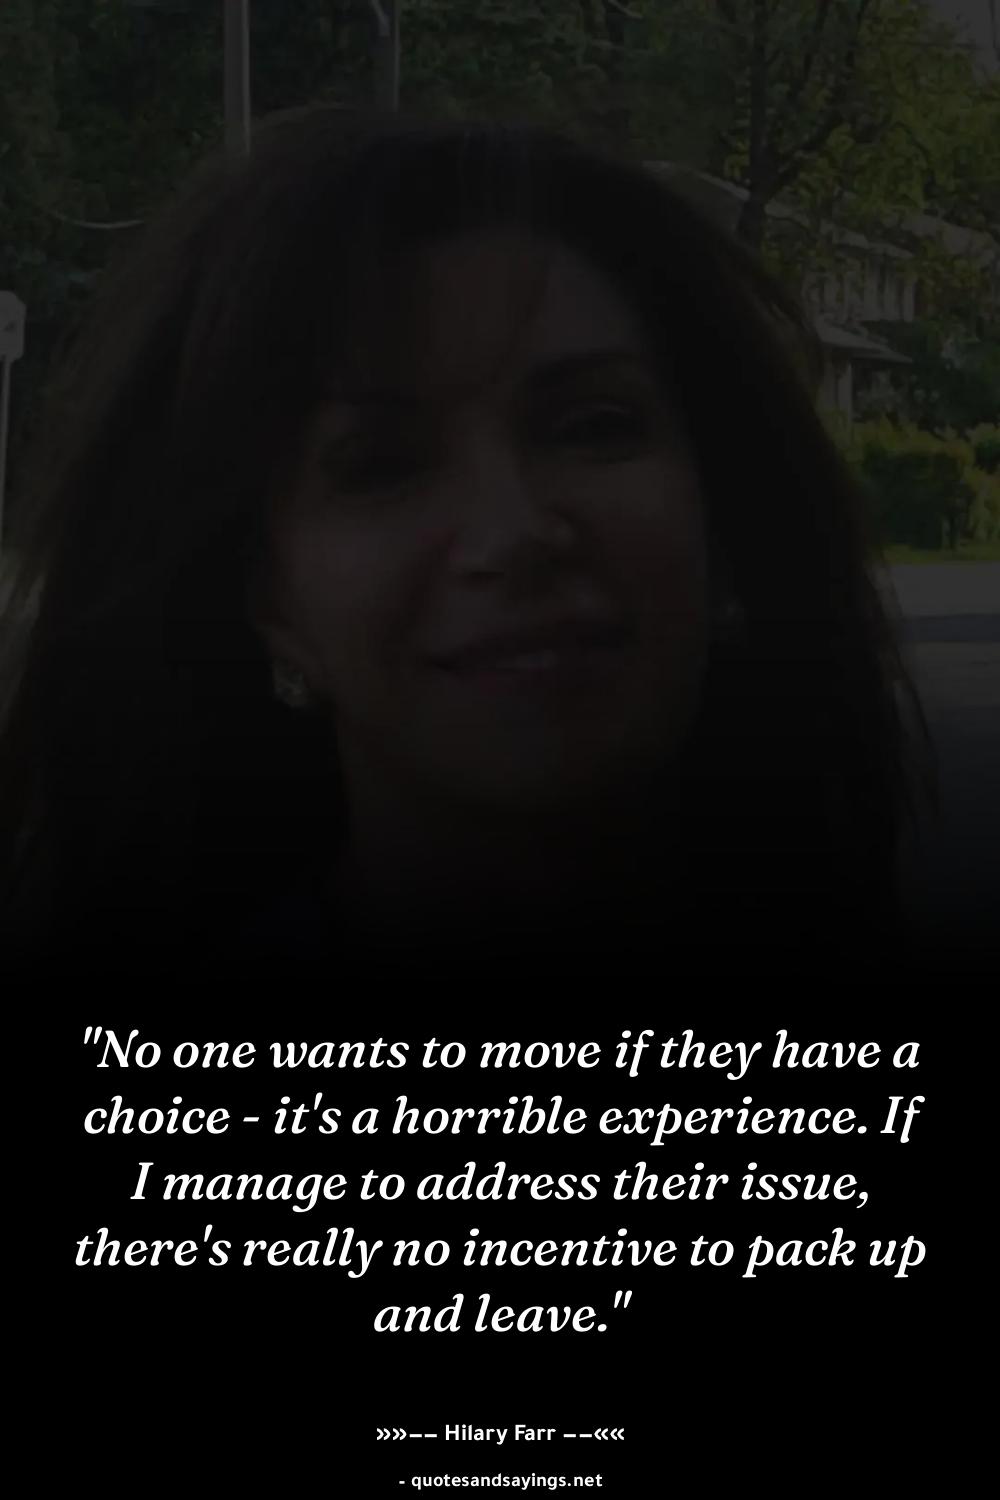 "No one wants to move if they have a
choice - it's a horrible experience. If
I manage to address their issue,
there's really no incentive to pack up
and leave."
»»–– Hilary Farr ––««
- quotesandsayings.net